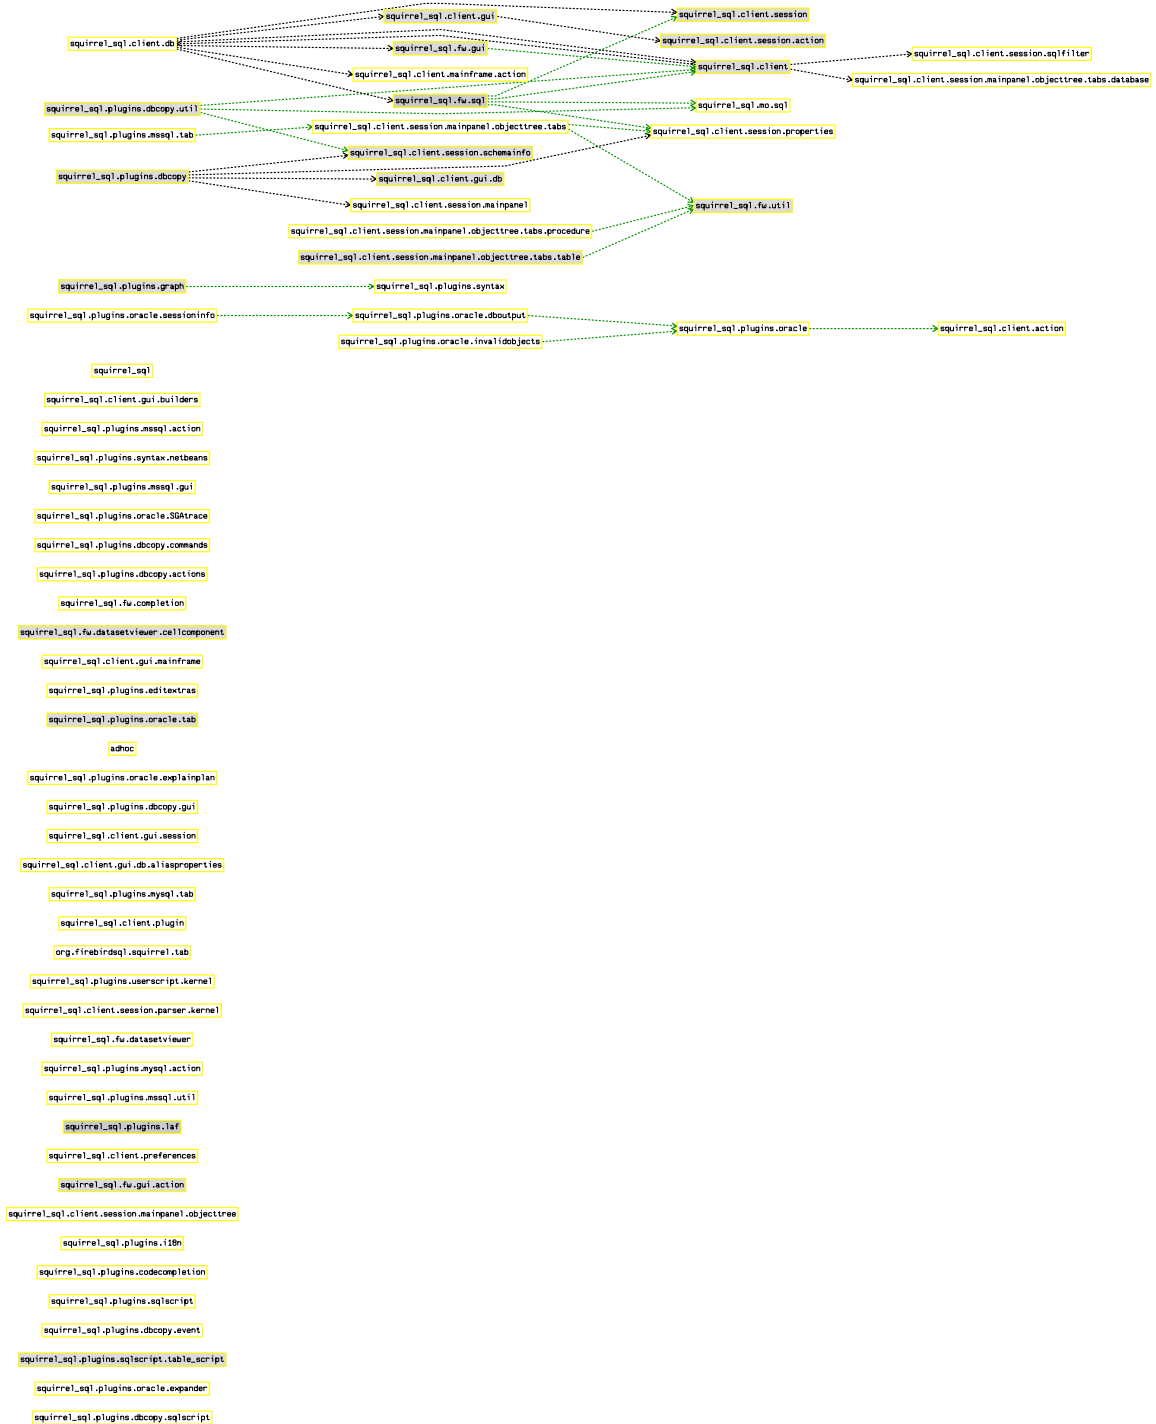 squirrel_sql.client.gui
squirrel_sql.client.session
squirrel_sql.client.db
squirrel_sql.client.session.action
squirrel_sql.fw.gui
squirrel_sql.client.session.sqlfilter
squirrel_sql.client
squirrel_sql.client.mainframe.action
squirrel_sql.client.session.mainpanel.objecttree.tabs.database
squirrel_sql.fw.sql
squirrel_sql.mo.sql
squirrel_sql.plugins.dbcopy.util
squirrel_sql.client.session.mainpanel.objecttree.tabs
squirrel_sql.client.session.properties
squirrel_sql.plugins.mssql.tab
squirrel_sql.client.session.schemainfo
squirrel_sql.plugins.dbcopy
squirrel_sql.client.gui.db
squirrel_sql.client.session.mainpanel
squirrel_sql.fw.util
squirrel_sql.client.session.mainpanel.objecttree.tabs.procedure
squirrel_sql.client.session.mainpanel.objecttree.tabs.table
squirrel_sql.plugins.graph
squirrel_sql.plugins.syntax
squirrel_sql.plugins.oracle.sessioninfo
squirrel_sql.plugins.oracle.dboutput
squirrel_sql.plugins.oracle
squirrel_sql.client.action
squirrel_sql.plugins.oracle.invalidobjects
squirrel_sql
squirrel_sql.client.gui.builders
squirrel_sql.plugins.mssql.action
squirrel_sql.plugins.syntax.netbeans
squirrel_sql.plugins.mssql.gui
squirrel_sql.plugins.oracle.SGAtrace
squirrel_sql.plugins.dbcopy.commands
squirrel_sql.plugins.dbcopy.actions
squirrel_sql.fw.completion
squirrel_sql.fw.datasetviewer.cellcomponent
squirrel_sql.client.gui.mainframe
squirrel_sql.plugins.editextras
squirrel_sql.plugins.oracle.tab
adhoc
squirrel_sql.plugins.oracle.explainplan
squirrel_sql.plugins.dbcopy.gui
squirrel_sql.client.gui.session
squirrel_sql.client.gui.db.aliasproperties
squirrel_sql.plugins.mysql.tab
squirrel_sql.client.plugin
org.firebirdsql.squirrel.tab
squirrel_sql.plugins.userscript.kernel
squirrel_sql.client.session.parser.kernel
squirrel_sql.fw.datasetviewer
squirrel_sql.plugins.mysql.action
squirrel_sql.plugins.mssql.util
squirrel_sql.plugins.laf
squirrel_sql.client.preferences
squirrel_sql.fw.gui.action
squirrel_sql.client.session.mainpanel.objecttree
squirrel_sql.plugins.i18n
squirrel_sql.plugins.codecompletion
squirrel_sql.plugins.sqlscript
squirrel_sql.plugins.dbcopy.event
squirrel_sql.plugins.sqlscript.table_script
squirrel_sql.plugins.oracle.expander
squirrel_sql.plugins.dbcopy.sqlscript